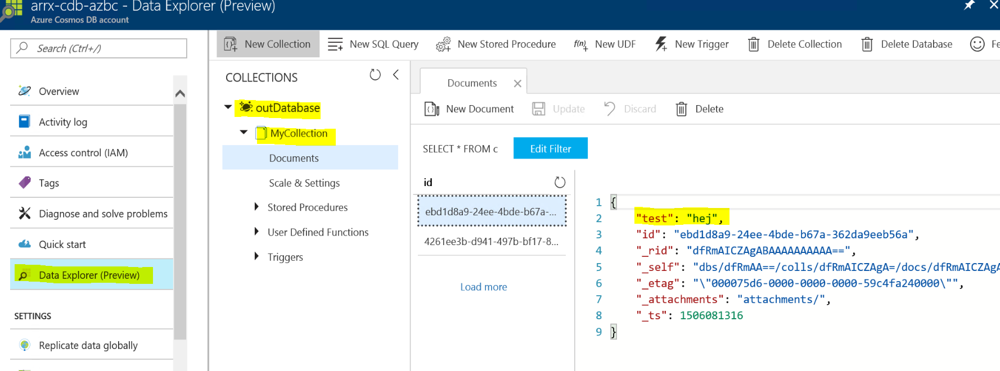 arrx-cdb-azbc - Data Explorer (Preview)
Azure Cosmos DB account
Search (Ctrl+/)
Overview
Activity log
Access control (IAM)
Tags
Diagnose and solve problems
Quick start
Data Explorer (Preview)
SETTINGS
Replicate data globally
New Collection
New SQL Query
New Stored Procedure
f(n) New UDF
New Trigger
Delete Collection
Delete Database
Fe
COLLECTIONS
outDatabase
MyCollection
Documents
Scale & Settings
Stored Procedures
User Defined Functions
Triggers
Documents
New Document
Update
Discard
Delete
SELECT * FROM c
Edit Filter
id
ebd1d8a9-24ee-4bde-b67a-...
4261ee3b-d941-497b-bf17-8...
Load more
1 {
2 "test": "hej",
3 "id": "ebd1d8a9-24ee-4bde-b67a-362da9eeb56a",
4 "_rid": "dfRmAICZAgABAAAAAAAAAA==",
5 "_self": "dbs/dfRmAA==/colls/dfRmAICZAgA=/docs/dfRmAICZAgA
6 "_etag": "\"000075d6-0000-0000-0000-59c4fa240000\"",
7 "_attachments": "attachments/",
8 "_ts": 1506081316
9 }